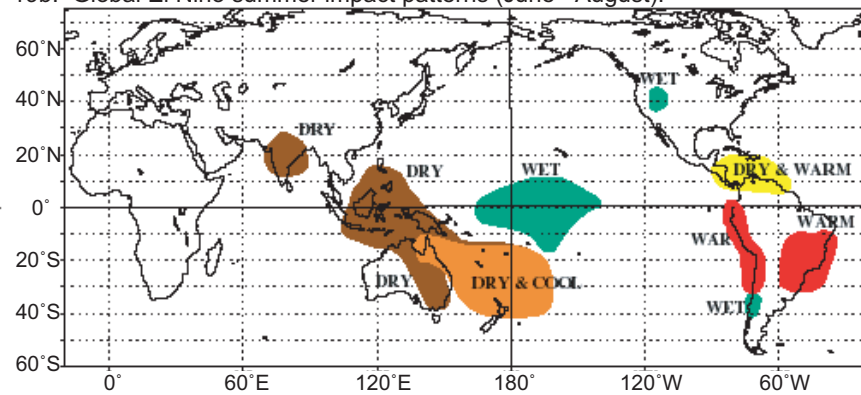 Global El Niño summer impact patterns (June - August).
60˚N
40˚N
20˚N
0˚
20˚S
40˚S
60˚S
WET
DRY
DRY
WET
DRY & WARM
WARM
WAR
DRY
DRY & COOL
WET
0˚ 60˚E 120˚E 180˚ 120˚W 60˚W